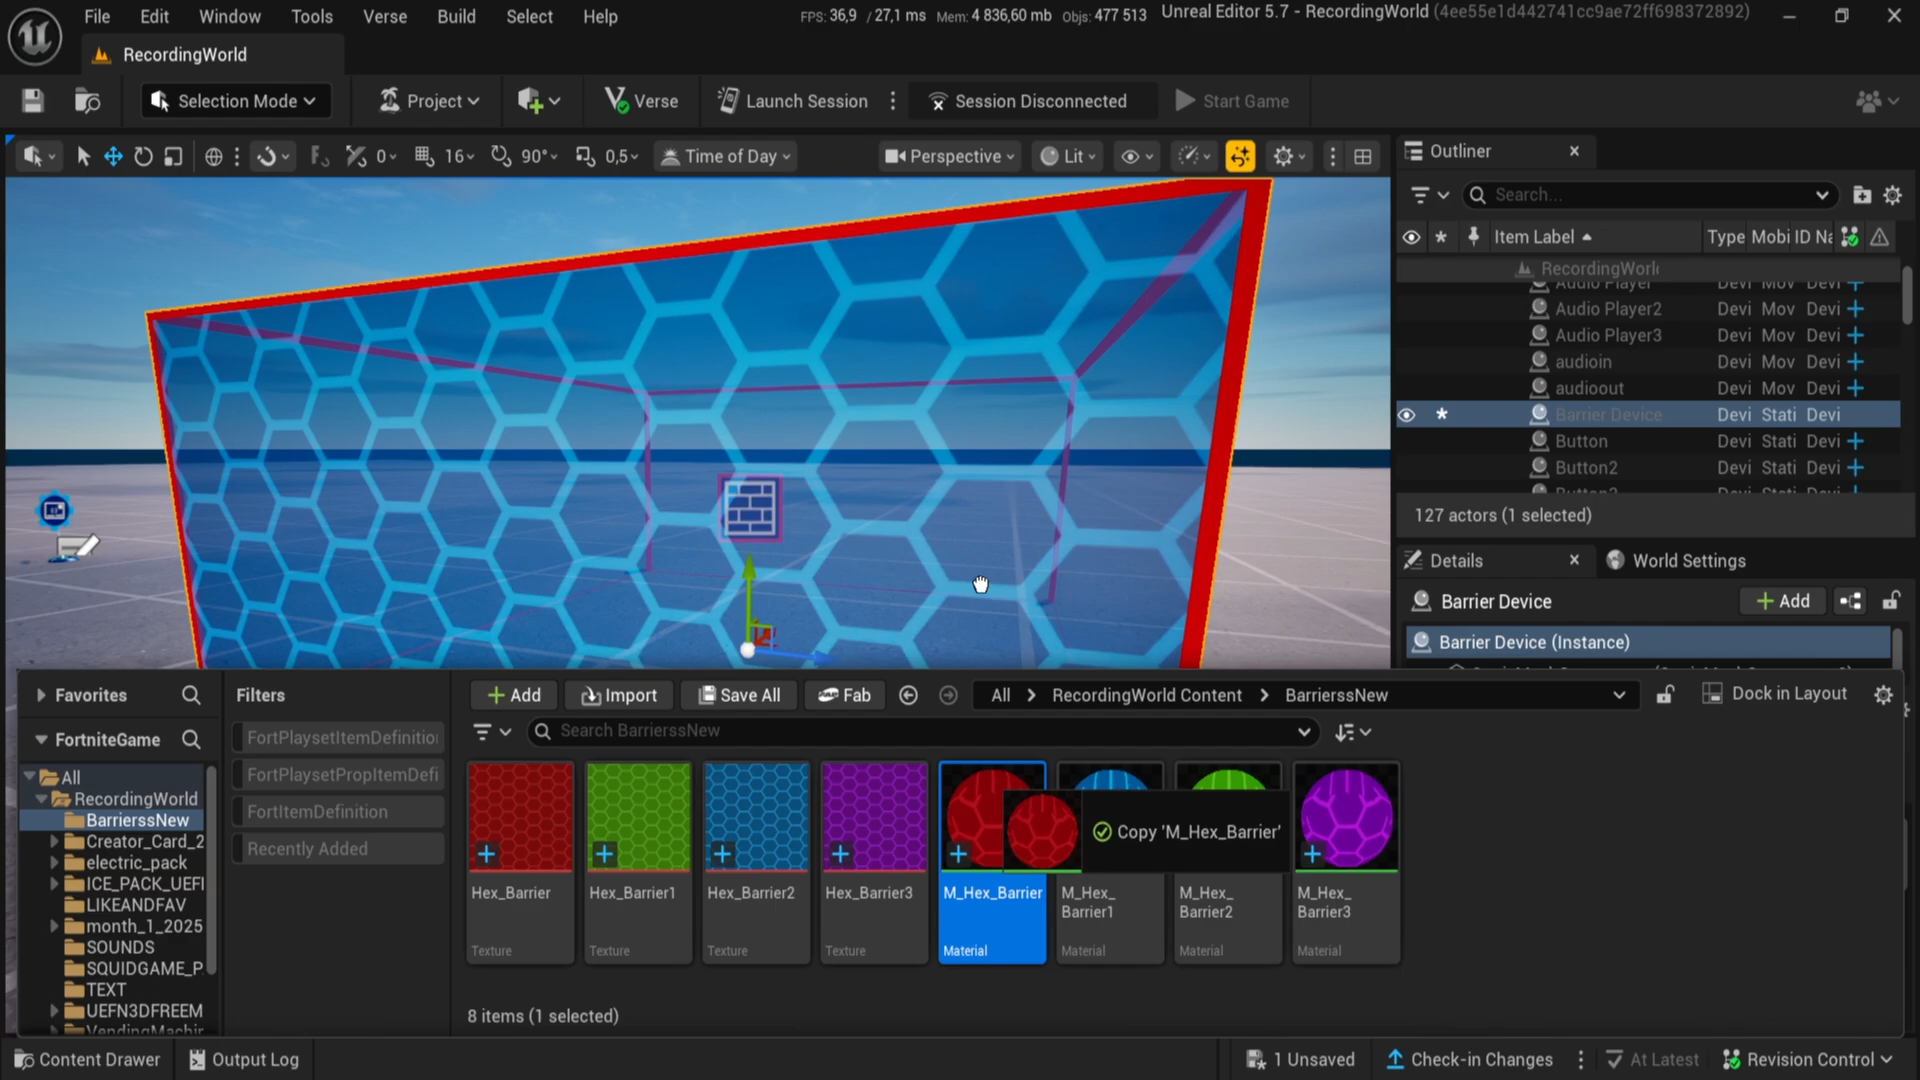 File Edit Window Tools Verse Build Select Help
FPS: 36,9 / 27,1 ms Mem: 4 836,60 mb Objs: 477 513
Unreal Editor 5.7 - RecordingWorld (4ee55e1d442741cc9ae72ff698372892)
RecordingWorld
Selection Mode Project Verse Launch Session Session Disconnected Start Game
0 16 90° 0,5 Time of Day Perspective Lit
Outliner
Search...
Item Label Type Mobi ID Na
RecordingWorl
Audio Player Devi Mov Devi
Audio Player2 Devi Mov Devi
Audio Player3 Devi Mov Devi
audioin Devi Mov Devi
audioout Devi Mov Devi
Barrier Device Devi Stati Devi
Button Devi Stati Devi
Button2 Devi Stati Devi
127 actors (1 selected)
Details World Settings
Barrier Device Add
Barrier Device (Instance)
Favorites Filters
Add Import Save All Fab All RecordingWorld Content BarrierssNew Dock in Layout
FortniteGame
Search BarrierssNew
FortPlaysetItemDefinition
FortPlaysetPropItemDefi
FortItemDefinition
Recently Added
All
RecordingWorld
BarrierssNew
Creator_Card_2
electric_pack
ICE_PACK_UEFI
LIKEANDFAV
month_1_2025
SOUNDS
SQUIDGAME_P
TEXT
UEFN3DFREEM
VendingMachir
Copy 'M_Hex_Barrier'
Hex_Barrier
Texture
Hex_Barrier1
Texture
Hex_Barrier2
Texture
Hex_Barrier3
Texture
M_Hex_Barrier
Material
M_Hex_
Barrier1
Material
M_Hex_
Barrier2
Material
M_Hex_
Barrier3
Material
8 items (1 selected)
Content Drawer Output Log 1 Unsaved Check-in Changes At Latest Revision Control